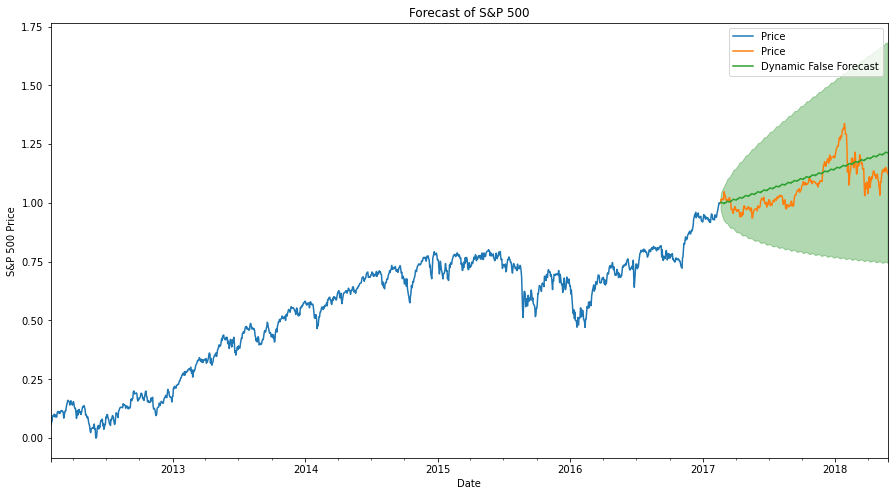 Forecast of S&P 500
1.75
1.50
1.25
1.00
0.75
0.50
0.25
0.00
S&P 500 Price
Price
Price
Dynamic False Forecast
2013
2014
2015
2016
2017
2018
Date